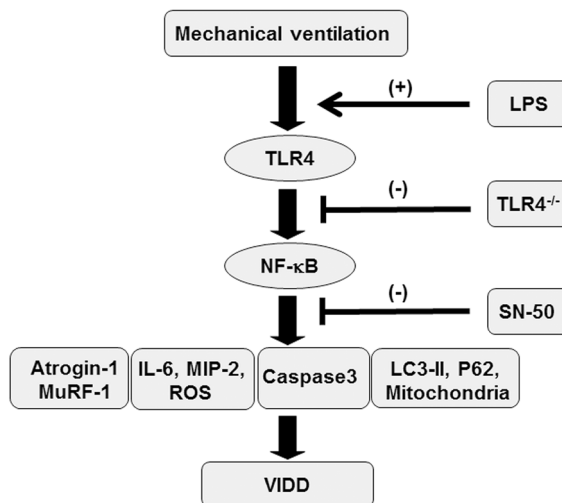 Mechanical ventilation
(+)
LPS
TLR4
(-)
TLR4-/-
NF-κB
(-)
SN-50
Atrogin-1
MuRF-1
IL-6, MIP-2,
ROS
Caspase3
LC3-II, P62,
Mitochondria
VIDD